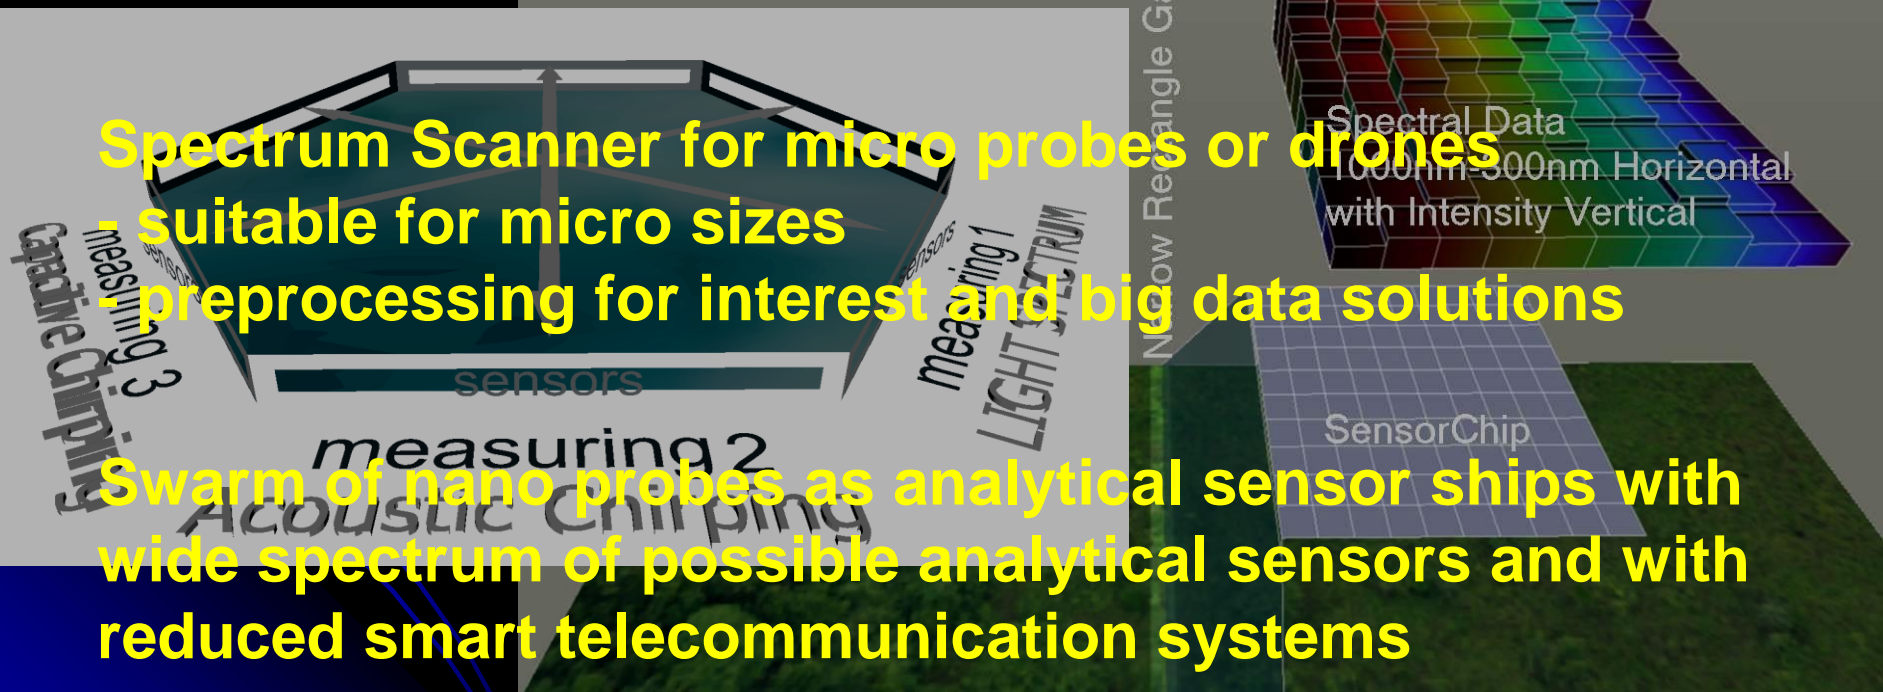 Spectrum Scanner for micro probes or drones
- suitable for micro sizes
- preprocessing for interest and big data solutions
Swarm of nano probes as analytical sensor ships with
wide spectrum of possible analytical sensors and with
reduced smart telecommunication systems
sensors
measuring 2
Acoustic Chirping
sensors
measuring 3
Capacitive Chirping
sensors
measuring 1
LIGHT SPECTRUM
Narrow Rectangle
Spectral Data
1000nm-300nm Horizontal
with Intensity Vertical
SensorChip